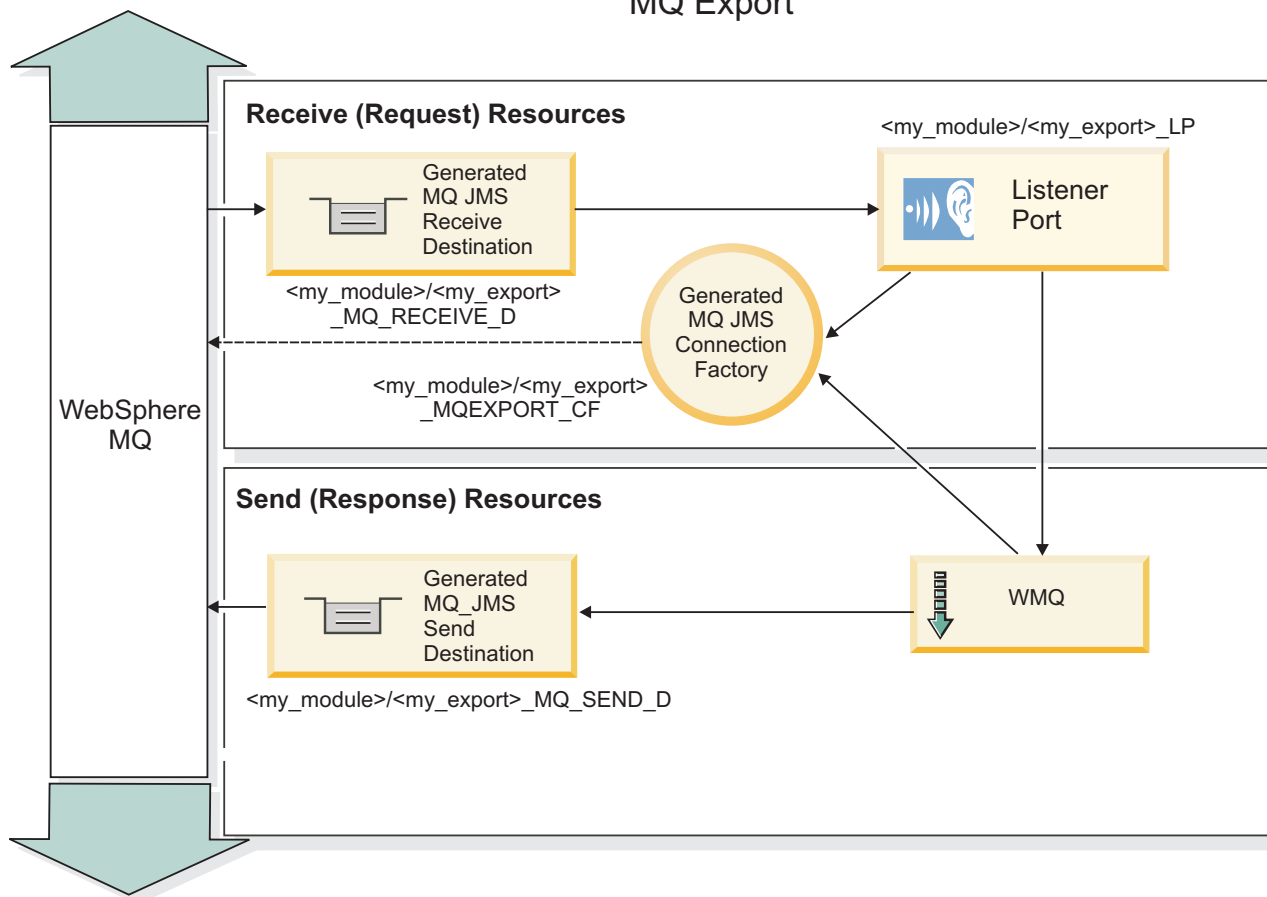 MQ Export
Receive (Request) Resources
<my_module>/<my_export>_LP
Generated
MQ JMS
Receive
Destination
Listener
Port
<my_module>/<my_export>
_MQ_RECEIVE_D
Generated
MQ JMS
Connection
Factory
<my_module>/<my_export>
_MQEXPORT_CF
WebSphere
MQ
Send (Response) Resources
Generated
MQ_JMS
Send
Destination
WMQ
<my_module>/<my_export>_MQ_SEND_D